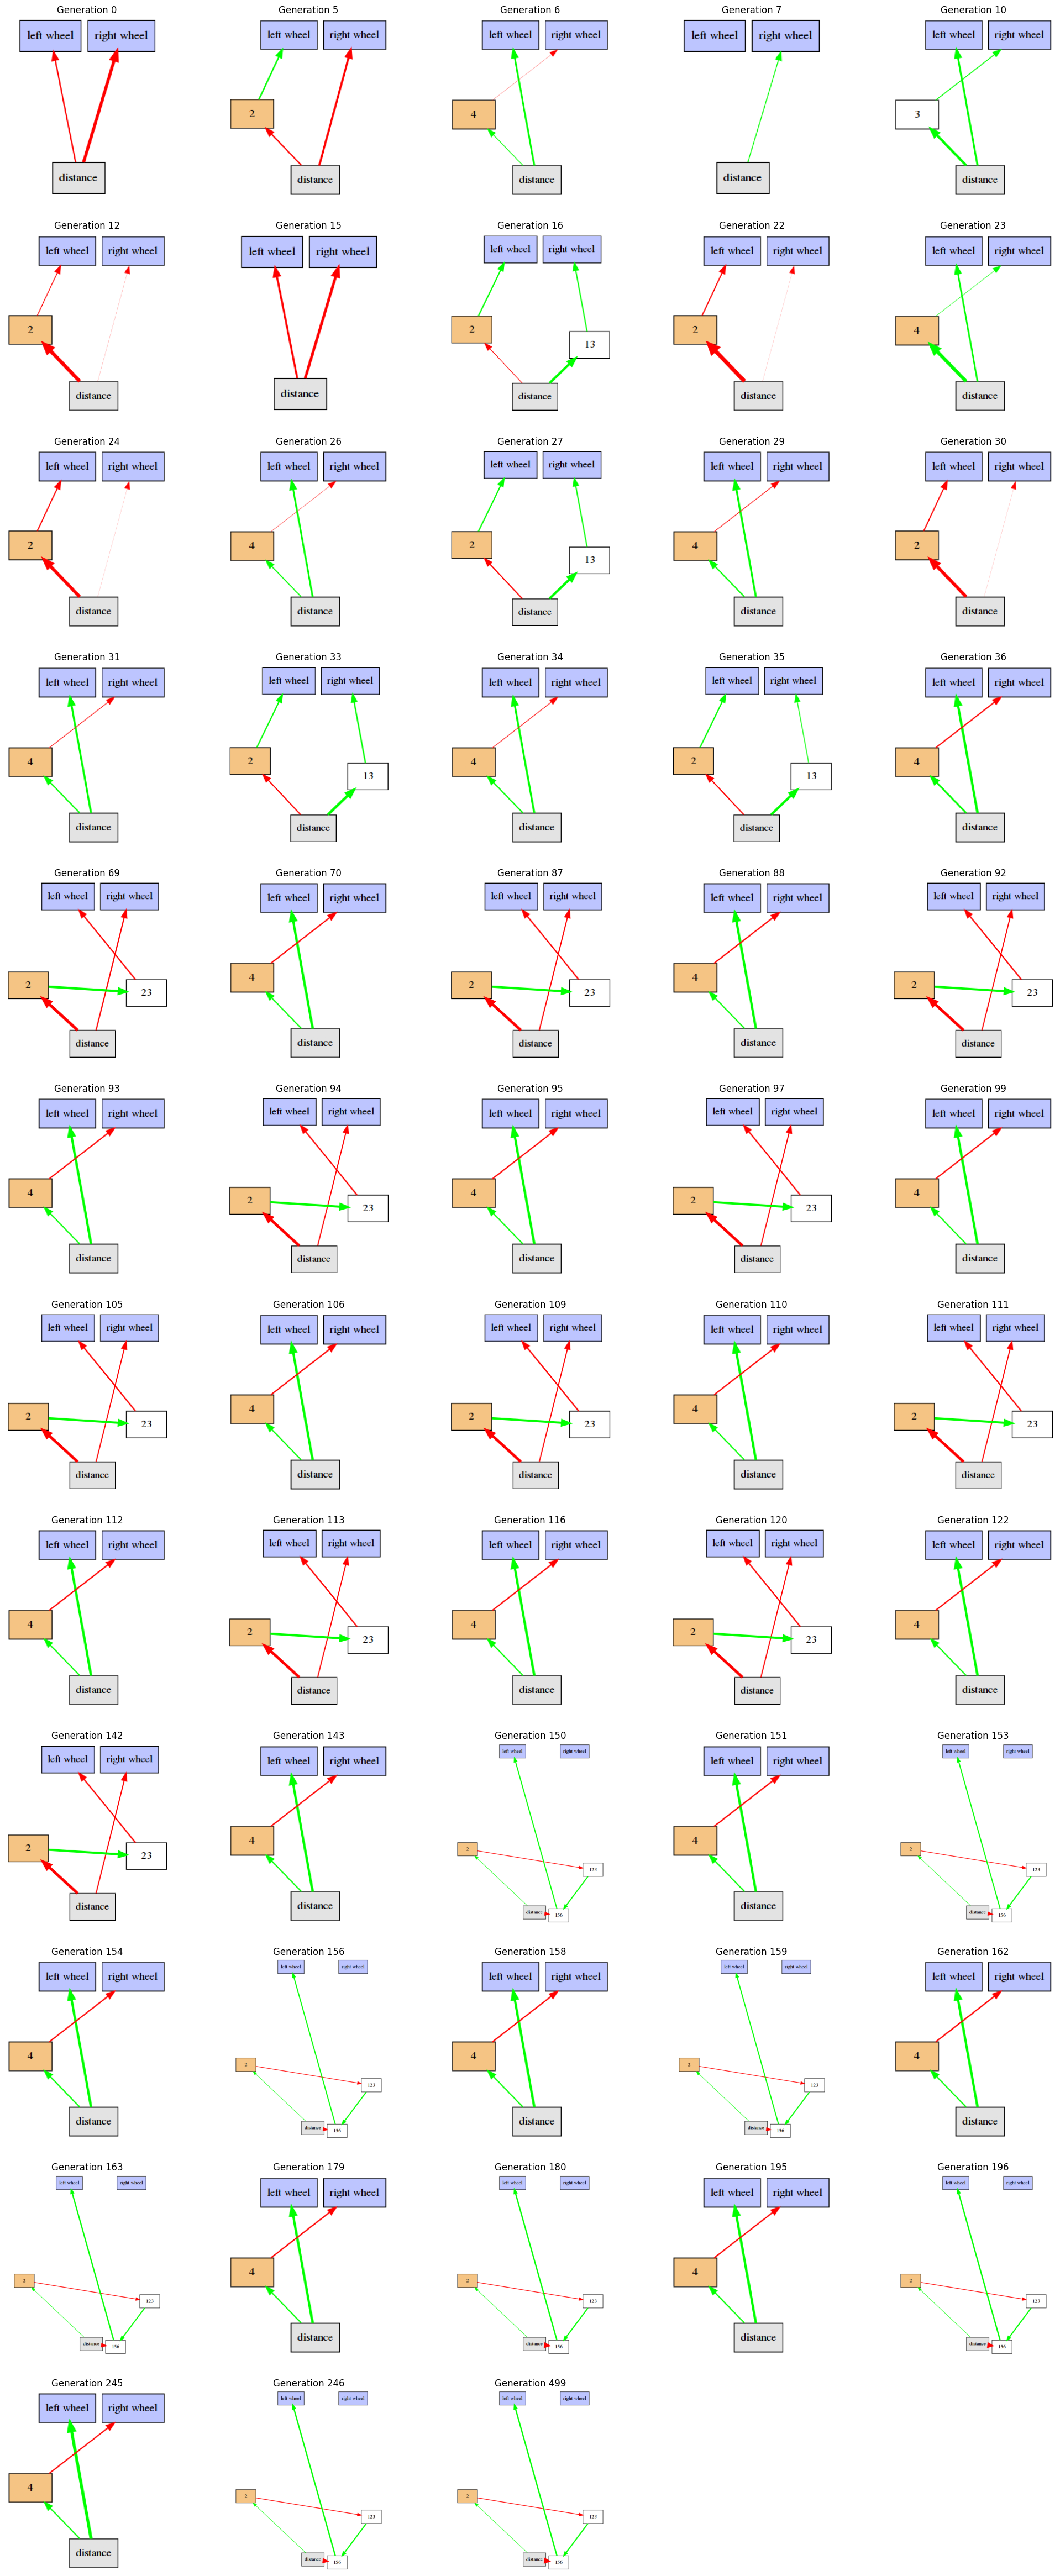 Generation 0 Generation 5 Generation 6 Generation 7 Generation 10
left wheel right wheel left wheel right wheel left wheel right wheel left wheel right wheel left wheel right wheel
2 4 3
distance distance distance distance distance
Generation 12 Generation 15 Generation 16 Generation 22 Generation 23
left wheel right wheel left wheel right wheel left wheel right wheel left wheel right wheel left wheel right wheel
2 2 13 2 4
distance distance distance distance distance
Generation 24 Generation 26 Generation 27 Generation 29 Generation 30
left wheel right wheel left wheel right wheel left wheel right wheel left wheel right wheel left wheel right wheel
2 4 2 13 4 2
distance distance distance distance distance
Generation 31 Generation 33 Generation 34 Generation 35 Generation 36
left wheel right wheel left wheel right wheel left wheel right wheel left wheel right wheel left wheel right wheel
4 2 13 4 2 13 4
distance distance distance distance distance
Generation 69 Generation 70 Generation 87 Generation 88 Generation 92
left wheel right wheel left wheel right wheel left wheel right wheel left wheel right wheel left wheel right wheel
2 23 4 2 23 4 2 23
distance distance distance distance distance
Generation 93 Generation 94 Generation 95 Generation 97 Generation 99
left wheel right wheel left wheel right wheel left wheel right wheel left wheel right wheel left wheel right wheel
4 2 23 4 2 23 4
distance distance distance distance distance
Generation 105 Generation 106 Generation 109 Generation 110 Generation 111
left wheel right wheel left wheel right wheel left wheel right wheel left wheel right wheel left wheel right wheel
2 23 4 2 23 4 2 23
distance distance distance distance distance
Generation 112 Generation 113 Generation 116 Generation 120 Generation 122
left wheel right wheel left wheel right wheel left wheel right wheel left wheel right wheel left wheel right wheel
4 2 23 4 2 23 4
distance distance distance distance distance
Generation 142 Generation 143 Generation 150 Generation 151 Generation 153
left wheel right wheel left wheel right wheel left wheel right wheel left wheel right wheel left wheel right wheel
2 23 4 2 123 4 2 123
distance distance distance 156 distance distance 156
Generation 154 Generation 156 Generation 158 Generation 159 Generation 162
left wheel right wheel left wheel right wheel left wheel right wheel left wheel right wheel left wheel right wheel
4 2 123 4 2 123 4
distance distance 156 distance distance 156 distance
Generation 163 Generation 179 Generation 180 Generation 195 Generation 196
left wheel right wheel left wheel right wheel left wheel right wheel left wheel right wheel left wheel right wheel
2 123 4 2 123 4 2 123
distance 156 distance distance 156 distance distance 156
Generation 245 Generation 246 Generation 499
left wheel right wheel left wheel right wheel left wheel right wheel
4 2 123 2 123
distance distance 156 distance 156